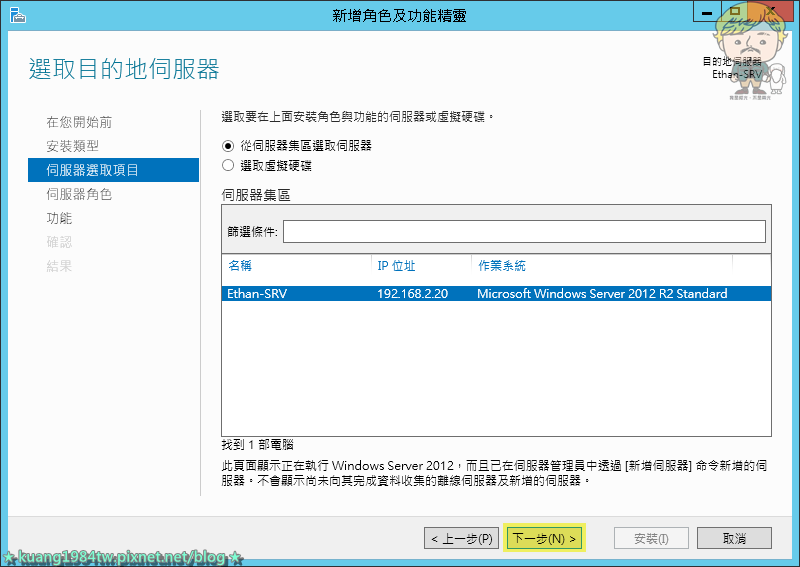 新增角色及功能精靈
選取目的地伺服器
目的地伺服器
Ethan-SRV
在您開始前
安裝類型
伺服器選取項目
伺服器角色
功能
確認
結果
選取要在上面安裝角色與功能的伺服器或虛擬硬碟。
從伺服器集區選取伺服器
選取虛擬硬碟
伺服器集區
篩選條件:
名稱 IP 位址 作業系統
Ethan-SRV 192.168.2.20 Microsoft Windows Server 2012 R2 Standard
找到 1 部電腦
此頁面顯示正在執行 Windows Server 2012，而且已在伺服器管理員中透過 [新增伺服器] 命令新增的伺
服器。不會顯示尚未向其完成資料收集的離線伺服器及新增的伺服器。
< 上一步(P) 下一步(N) > 安裝(I) 取消
★ kuang1984tw.pixnet.net/blog ★